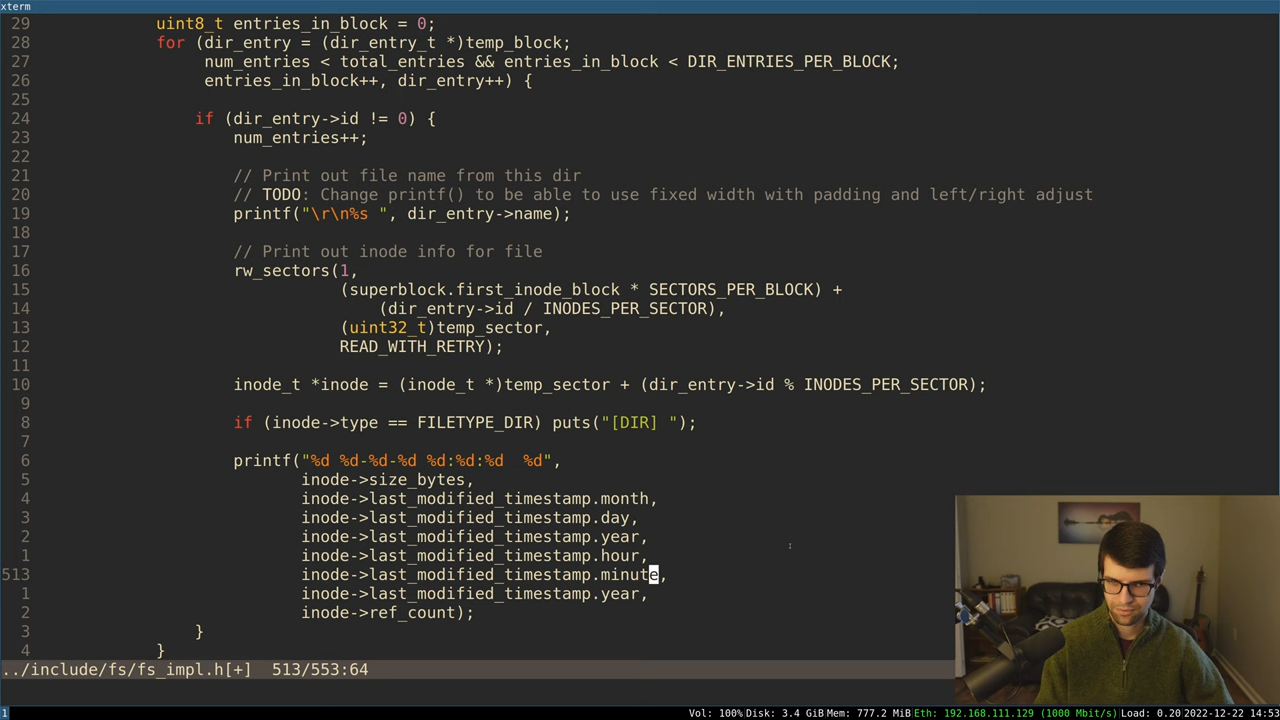 xterm
29 uint8_t entries_in_block = 0;
28 for (dir_entry = (dir_entry_t *)temp_block;
27 num_entries < total_entries && entries_in_block < DIR_ENTRIES_PER_BLOCK;
26 entries_in_block++, dir_entry++) {
25
24 if (dir_entry->id != 0) {
23 num_entries++;
22
21 // Print out file name from this dir
20 // TODO: Change printf() to be able to use fixed width with padding and left/right adjust
19 printf("\r\n%s ", dir_entry->name);
18
17 // Print out inode info for file
16 rw_sectors(1,
15 (superblock.first_inode_block * SECTORS_PER_BLOCK) +
14 (dir_entry->id / INODES_PER_SECTOR),
13 (uint32_t)temp_sector,
12 READ_WITH_RETRY);
11
10 inode_t *inode = (inode_t *)temp_sector + (dir_entry->id % INODES_PER_SECTOR);
9
8 if (inode->type == FILETYPE_DIR) puts("[DIR] ");
7
6 printf("%d %d-%d-%d %d:%d:%d  %d",
5 inode->size_bytes,
4 inode->last_modified_timestamp.month,
3 inode->last_modified_timestamp.day,
2 inode->last_modified_timestamp.year,
1 inode->last_modified_timestamp.hour,
513 inode->last_modified_timestamp.minute,
1 inode->last_modified_timestamp.year,
2 inode->ref_count);
3 }
4 }
../include/fs/fs_impl.h[+]  513/553:64
1 Vol: 100% Disk: 3.4 GiB Mem: 777.2 MiB Eth: 192.168.111.129 (1000 Mbit/s) Load: 0.20 2022-12-22 14:53